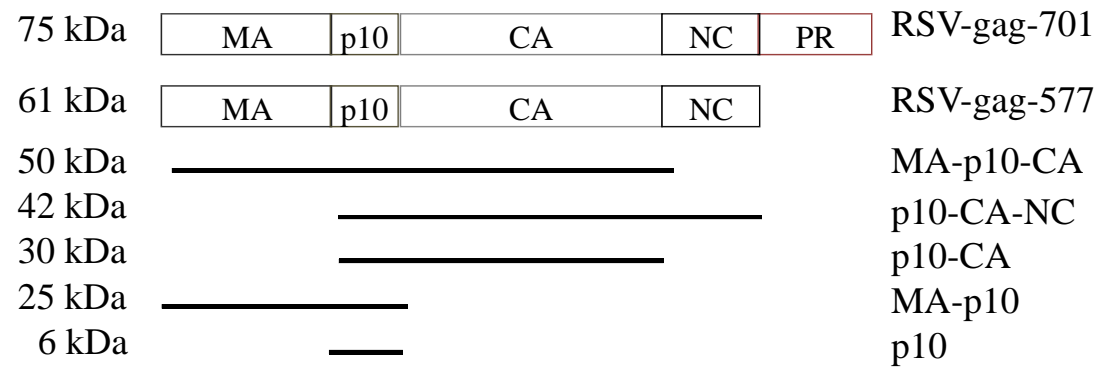 75 kDa MA p10 CA NC PR RSV-gag-701
61 kDa MA p10 CA NC RSV-gag-577
50 kDa MA-p10-CA
42 kDa p10-CA-NC
30 kDa p10-CA
25 kDa MA-p10
6 kDa p10